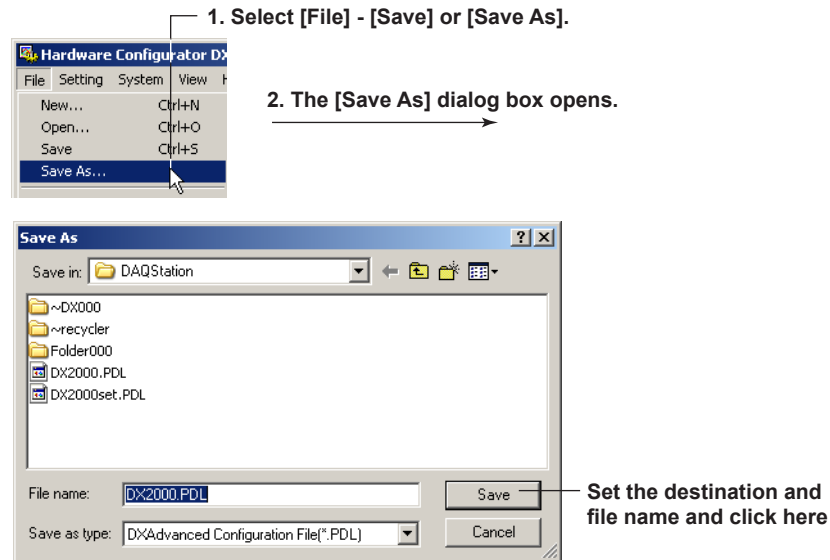 1. Select [File] - [Save] or [Save As].
Hardware Configurator DX
File Setting System View H
2. The [Save As] dialog box opens.
New... Ctrl+N
Open... Ctrl+O
Save Ctrl+S
Save As...
Save As
Save in: DAQStation
~DX000
~recycler
Folder000
DX2000.PDL
DX2000set.PDL
File name: DX2000.PDL Save
Set the destination and
file name and click here
Save as type: DXAdvanced Configuration File(*.PDL) Cancel